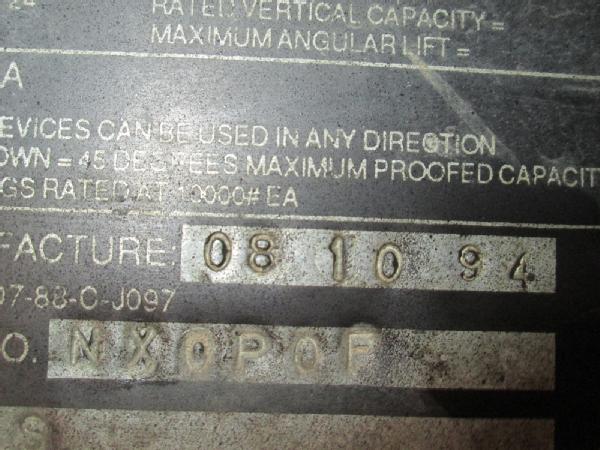 24
RATED VERTICAL CAPACITY =
MAXIMUM ANGULAR LIFT =
A
EVICES CAN BE USED IN ANY DIRECTION
OWN = 45 DEGREES MAXIMUM PROOFED CAPACIT
GS RATED AT 10000# EA
FACTURE: 08 10 94
07-88-C-J097
O. NX0P0F
S